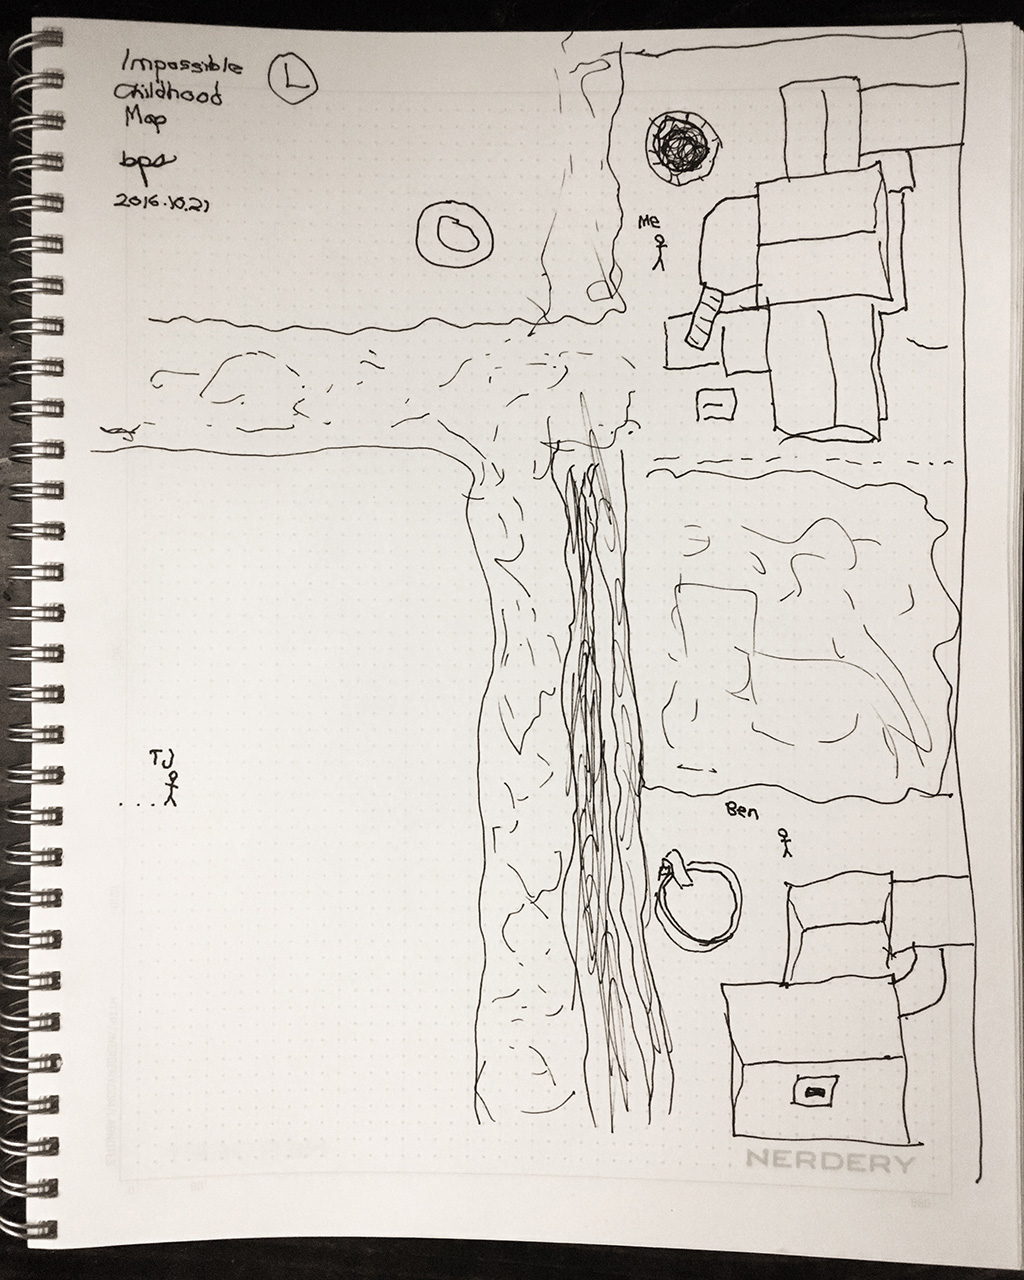 Impossible
Childhood
Map
bps
2016.10.21
L
Me
TJ
Ben
NERDERY